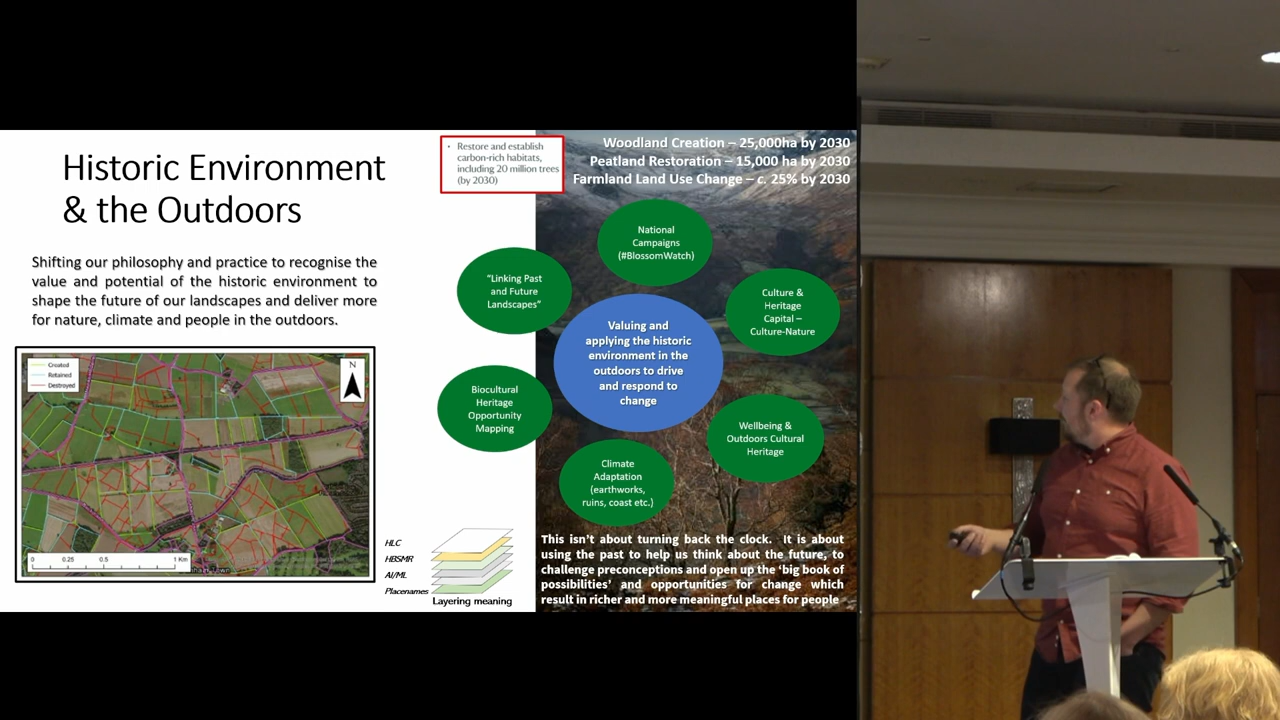 Historic Environment
& the Outdoors
Shifting our philosophy and practice to recognise the
value and potential of the historic environment to
shape the future of our landscapes and deliver more
for nature, climate and people in the outdoors.
Created
Retained
Destroyed
N
0 0.25 0.5 1 Km
HLC
HBSMR
AI/ML
Placenames
Layering meaning
• Restore and establish
carbon-rich habitats,
including 20 million trees
(by 2030)
Woodland Creation – 25,000ha by 2030
Peatland Restoration – 15,000 ha by 2030
Farmland Land Use Change – c. 25% by 2030
National
Campaigns
(#BlossomWatch)
"Linking Past
and Future
Landscapes"
Culture &
Heritage
Capital –
Culture-Nature
Valuing and
applying the historic
environment in the
outdoors to drive
and respond to
change
Biocultural
Heritage
Opportunity
Mapping
Wellbeing &
Outdoors Cultural
Heritage
Climate
Adaptation
(earthworks,
ruins, coast etc.)
This isn't about turning back the clock. It is about
using the past to help us think about the future, to
challenge preconceptions and open up the 'big book of
possibilities' and opportunities for change which
result in richer and more meaningful places for people